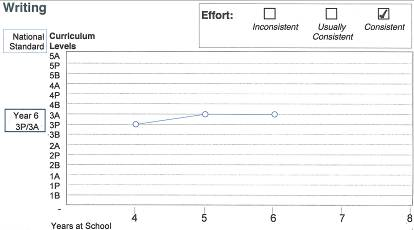 Writing
Effort:
Inconsistent
Usually
Consistent
Consistent
National
Standard
Curriculum
Levels
5A
5P
5B
4A
4P
4B
Year 6
3P/3A
3A
3P
3B
2A
2P
2B
1A
1P
1B
-
4 5 6 7 8
Years at School